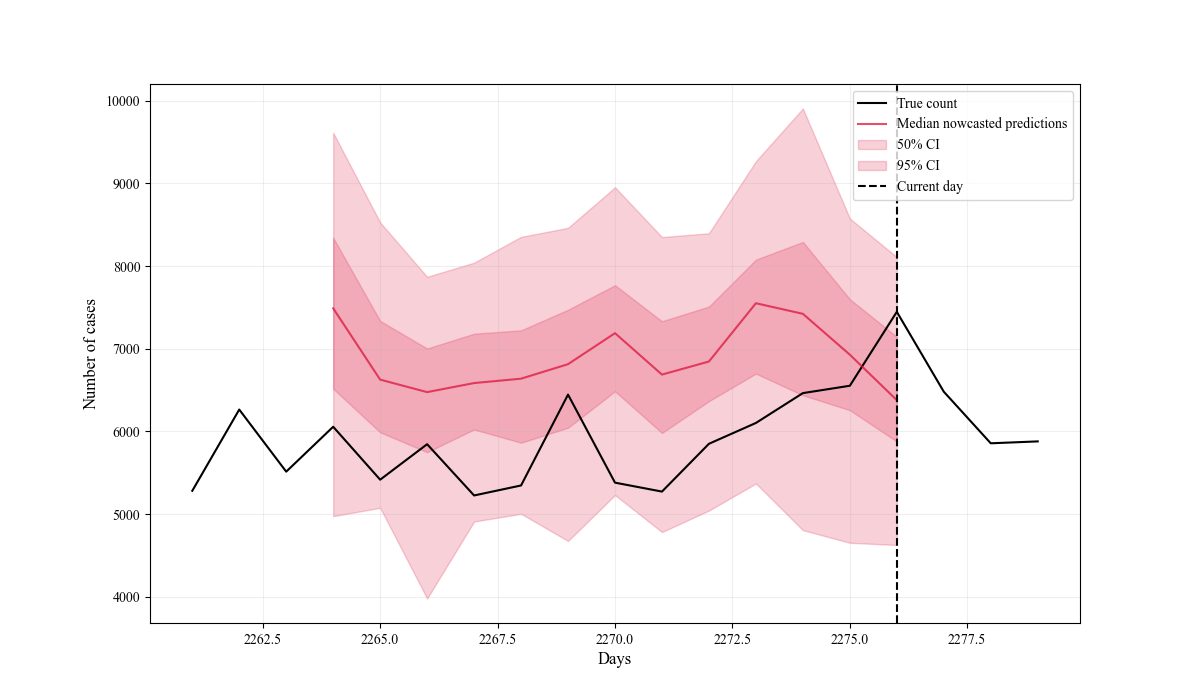 10000
9000
8000
7000
6000
5000
4000
Number of cases
True count
Median nowcasted predictions
50% CI
95% CI
Current day
2262.5 2265.0 2267.5 2270.0 2272.5 2275.0 2277.5
Days